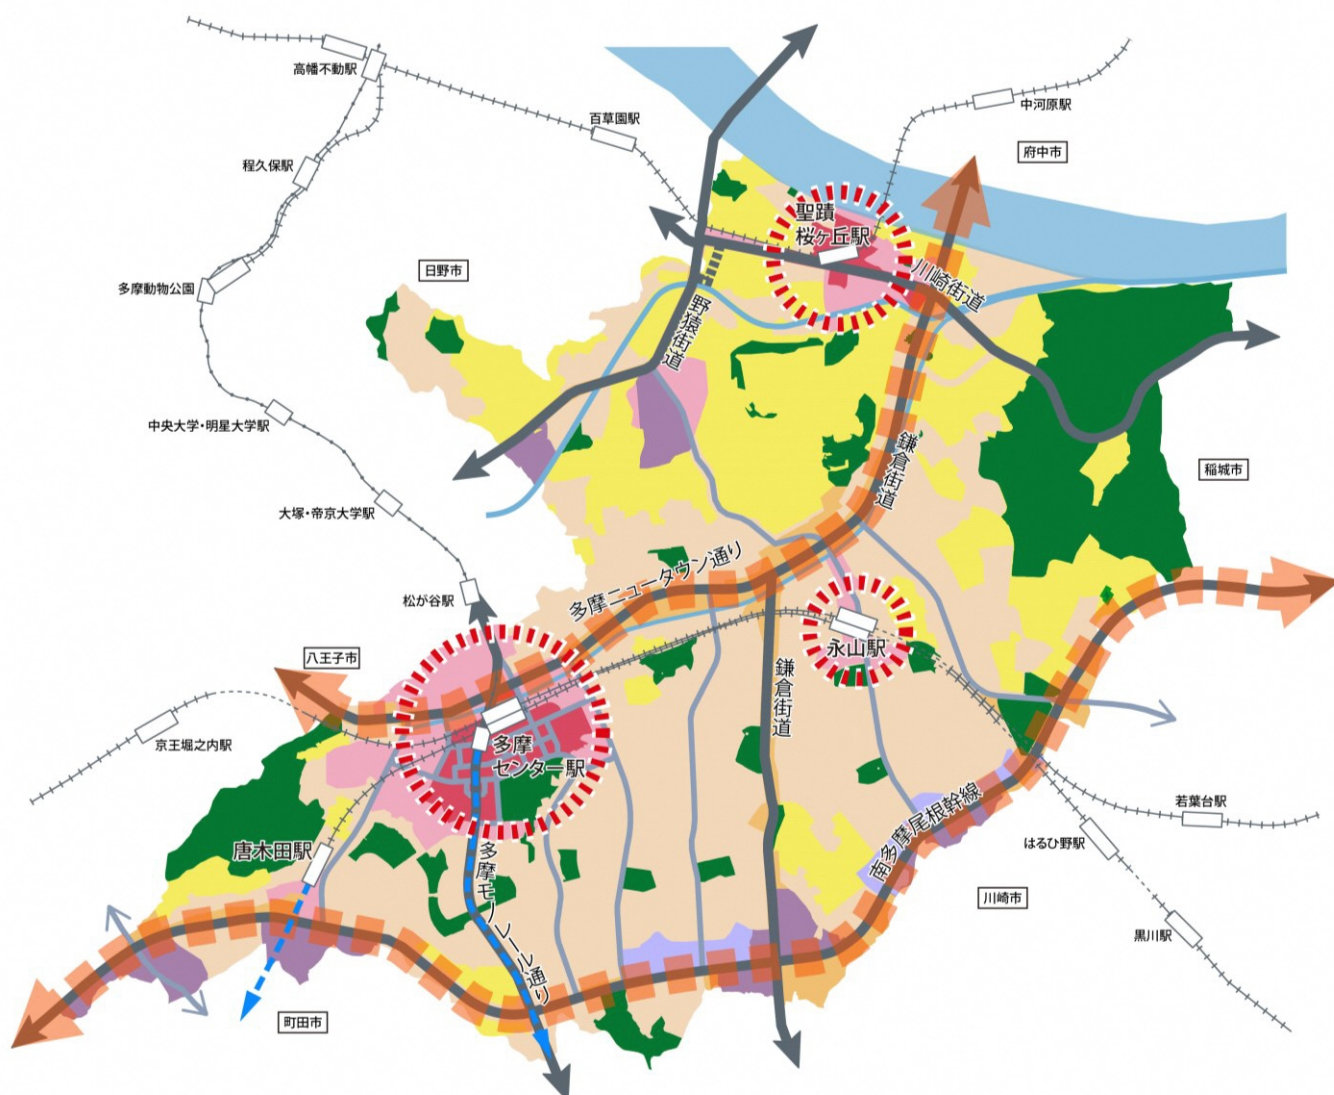 高幡不動駅
百草園駅
中河原駅
府中市
程久保駅
聖蹟
桜ヶ丘駅
川崎街道
日野市
多摩動物公園
野猿街道
中央大学・明星大学駅
鎌倉街道
稲城市
大塚・帝京大学駅
多摩ニュータウン通り
松が谷駅
永山駅
八王子市
鎌倉街道
京王堀之内駅
多摩
センター駅
若葉台駅
南多摩尾根幹線
はるひ野駅
唐木田駅
多摩モノレール通り
川崎市
黒川駅
町田市